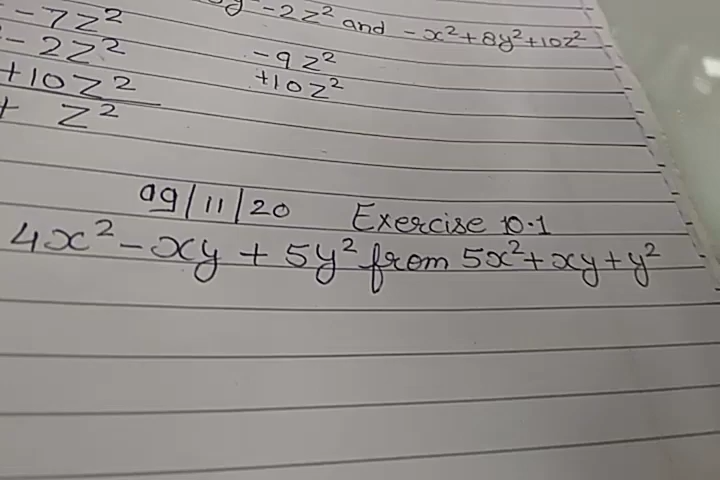 -2z² and -x²+8y²+10z²
-7z²
-2z² -9z²
+10z² +10z²
+ z²
09/11/20 Exercise 10.1
4x²-xy+5y² from 5x²+xy+y²